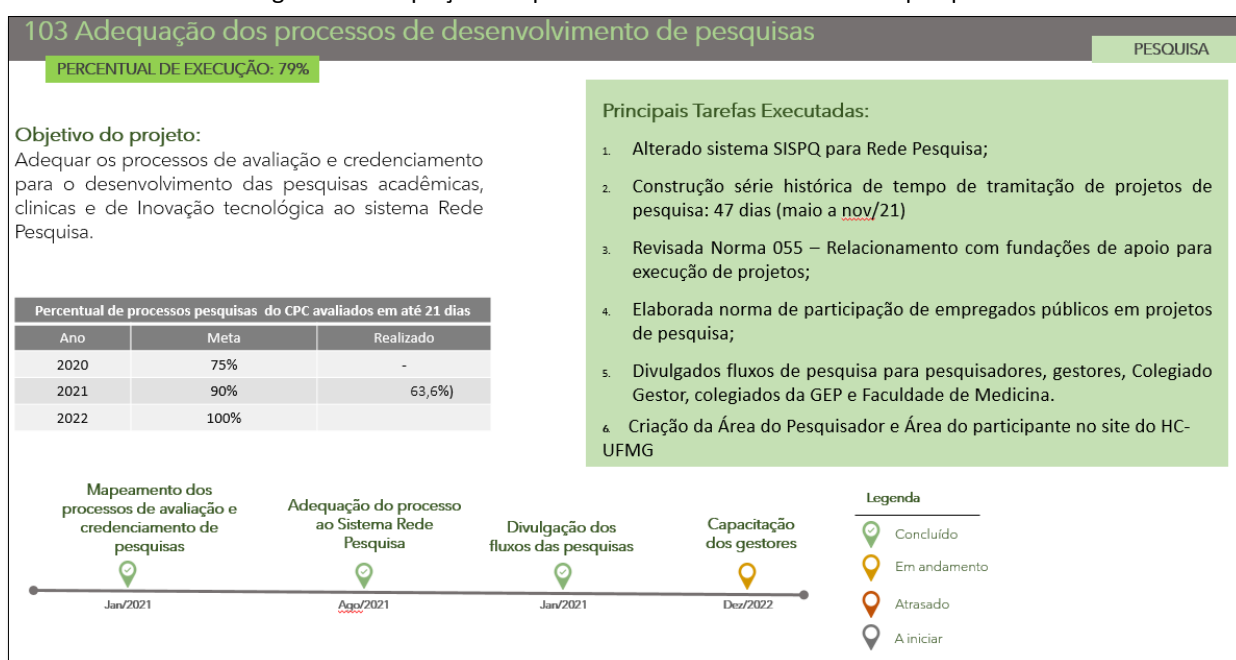 103 Adequação dos processos de desenvolvimento de pesquisas
PESQUISA
PERCENTUAL DE EXECUÇÃO: 79%
Objetivo do projeto:
Adequar os processos de avaliação e credenciamento
para o desenvolvimento das pesquisas acadêmicas,
clinicas e de Inovação tecnológica ao sistema Rede
Pesquisa.
Percentual de processos pesquisas do CPC avaliados em até 21 dias
Ano Meta Realizado
2020 75% -
2021 90% 63,6%)
2022 100%
Principais Tarefas Executadas:
1. Alterado sistema SISPQ para Rede Pesquisa;
2. Construção série histórica de tempo de tramitação de projetos de
pesquisa: 47 dias (maio a nov/21)
3. Revisada Norma 055 – Relacionamento com fundações de apoio para
execução de projetos;
4. Elaborada norma de participação de empregados públicos em projetos
de pesquisa;
5. Divulgados fluxos de pesquisa para pesquisadores, gestores, Colegiado
Gestor, colegiados da GEP e Faculdade de Medicina.
6. Criação da Área do Pesquisador e Área do participante no site do HC-
UFMG
Mapeamento dos
processos de avaliação e
credenciamento de
pesquisas
Jan/2021
Adequação do processo
ao Sistema Rede
Pesquisa
Ago/2021
Divulgação dos
fluxos das pesquisas
Jan/2021
Capacitação
dos gestores
Dez/2022
Legenda
Concluído
Em andamento
Atrasado
A iniciar